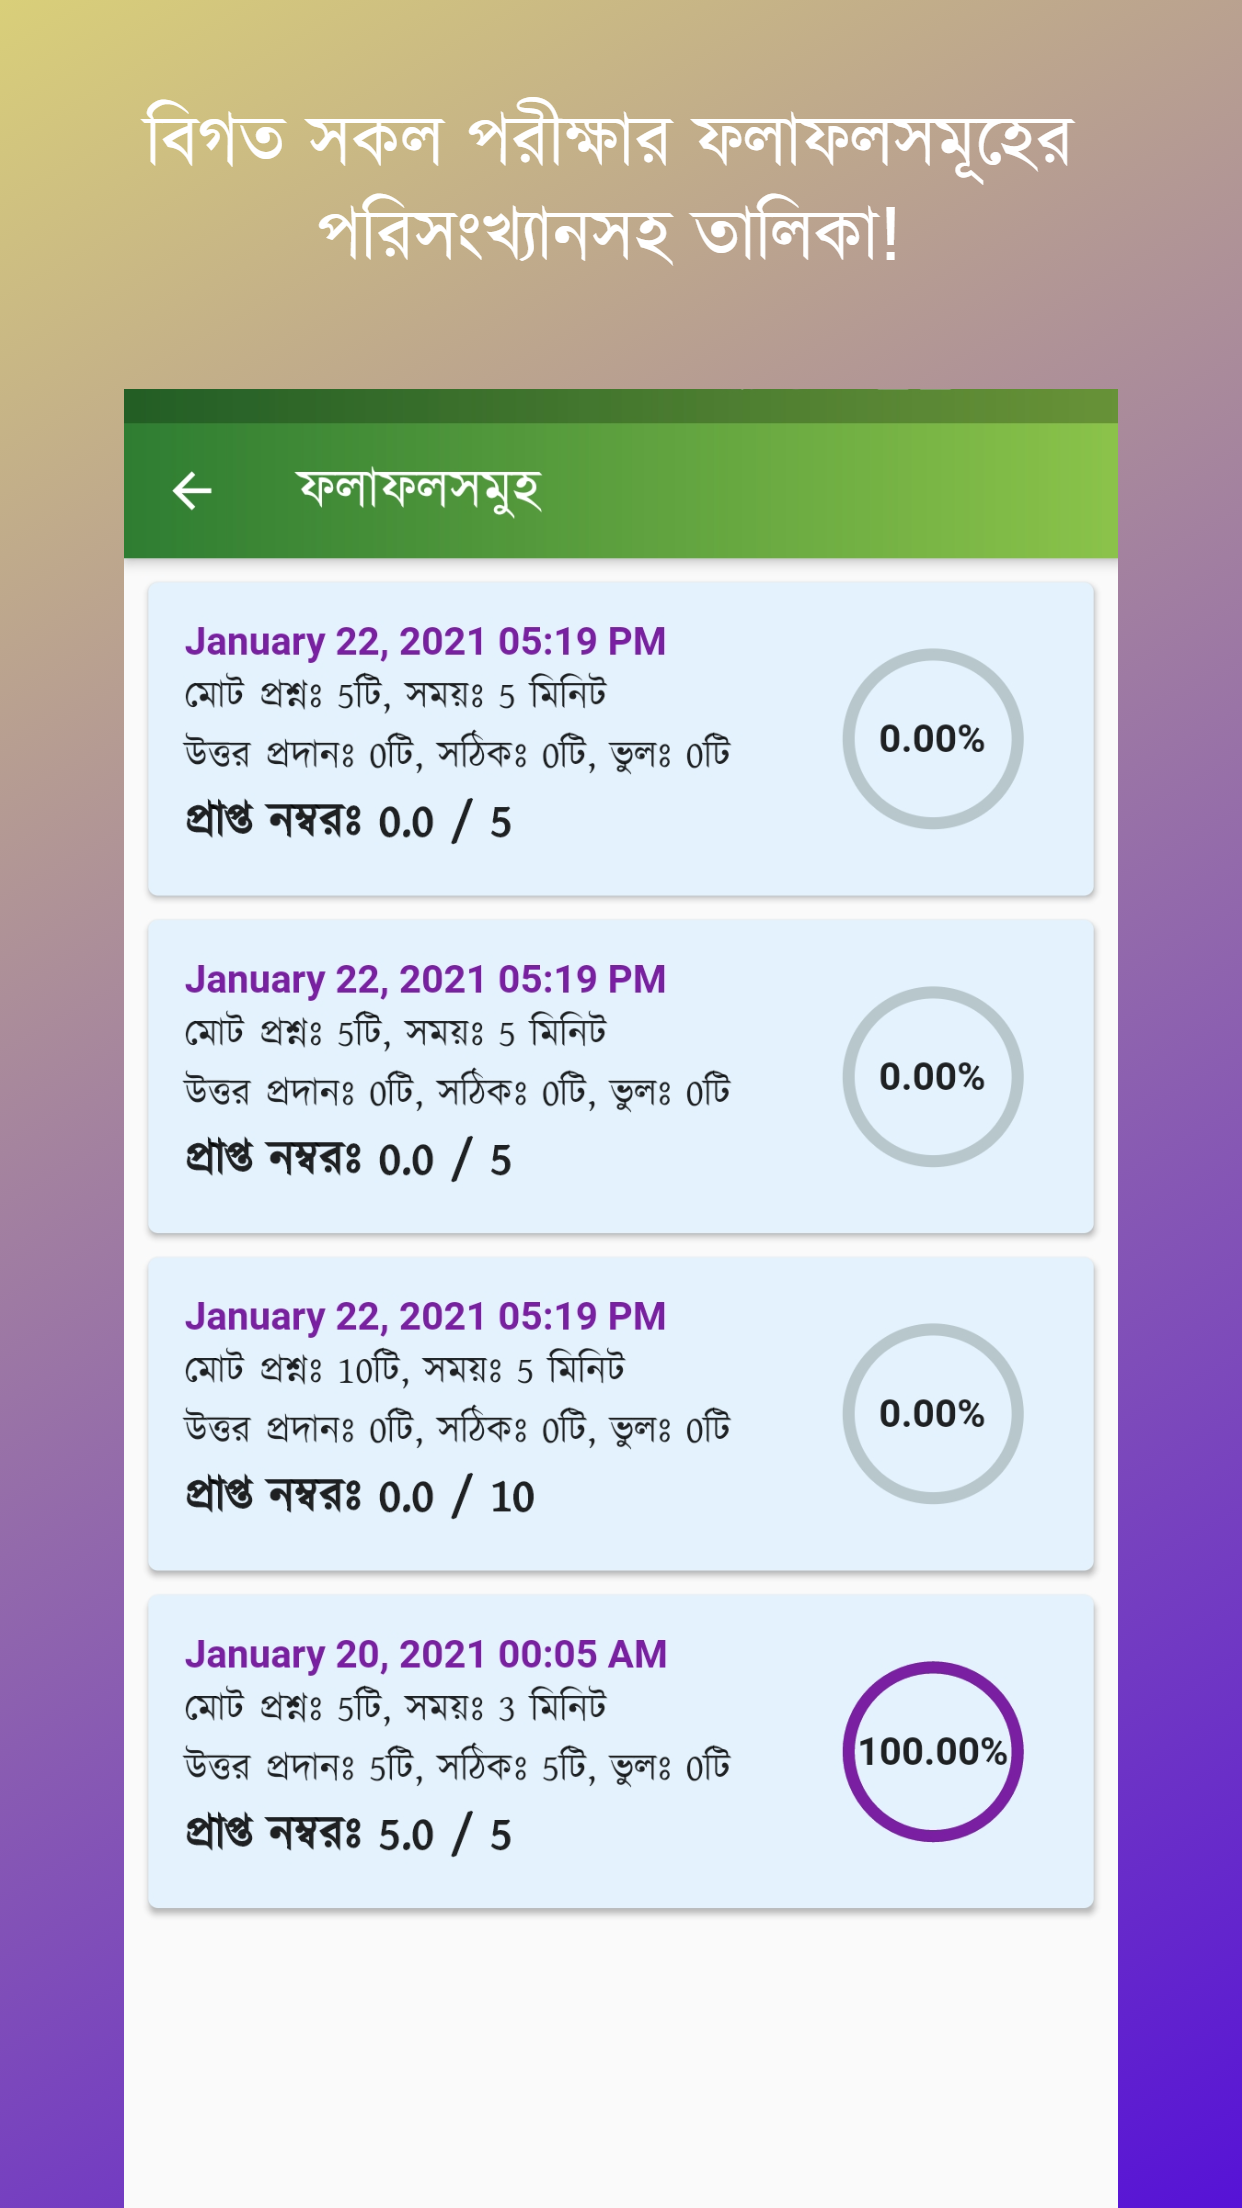 বিগত সকল পরীক্ষার ফলাফলসমূহের
পরিসংখ্যানসহ তালিকা!
ফলাফলসমুহ
January 22, 2021 05:19 PM
মোট প্রশ্নঃ 5টি, সময়ঃ 5 মিনিট
উত্তর প্রদানঃ 0টি, সঠিকঃ 0টি, ভুলঃ 0টি
প্রাপ্ত নম্বরঃ 0.0 / 5
0.00%
January 22, 2021 05:19 PM
মোট প্রশ্নঃ 5টি, সময়ঃ 5 মিনিট
উত্তর প্রদানঃ 0টি, সঠিকঃ 0টি, ভুলঃ 0টি
প্রাপ্ত নম্বরঃ 0.0 / 5
0.00%
January 22, 2021 05:19 PM
মোট প্রশ্নঃ 10টি, সময়ঃ 5 মিনিট
উত্তর প্রদানঃ 0টি, সঠিকঃ 0টি, ভুলঃ 0টি
প্রাপ্ত নম্বরঃ 0.0 / 10
0.00%
January 20, 2021 00:05 AM
মোট প্রশ্নঃ 5টি, সময়ঃ 3 মিনিট
উত্তর প্রদানঃ 5টি, সঠিকঃ 5টি, ভুলঃ 0টি
প্রাপ্ত নম্বরঃ 5.0 / 5
100.00%